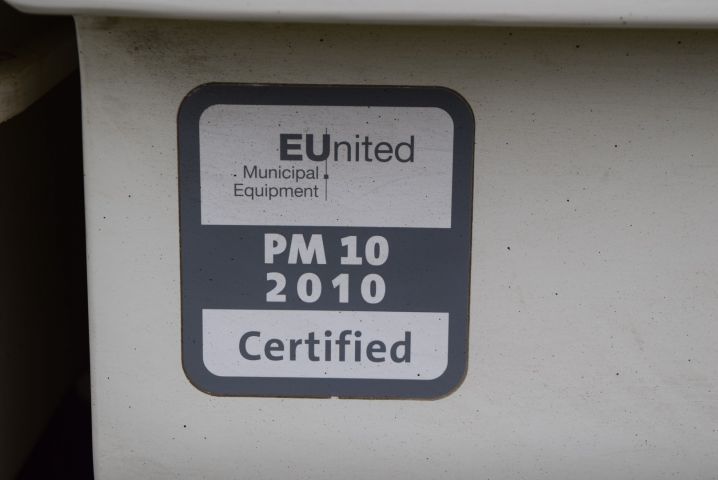 EUnited
Municipal
Equipment
PM 10
2010
Certified